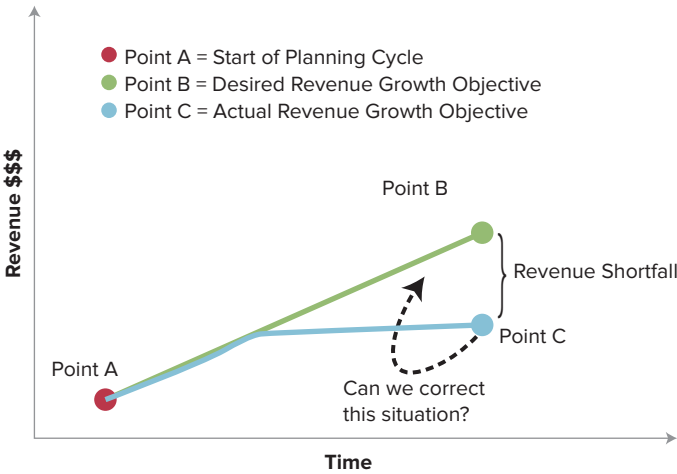 Point A = Start of Planning Cycle
Point B = Desired Revenue Growth Objective
Point C = Actual Revenue Growth Objective
Revenue $$$
Point B
Revenue Shortfall
Point C
Point A
Can we correct
this situation?
Time